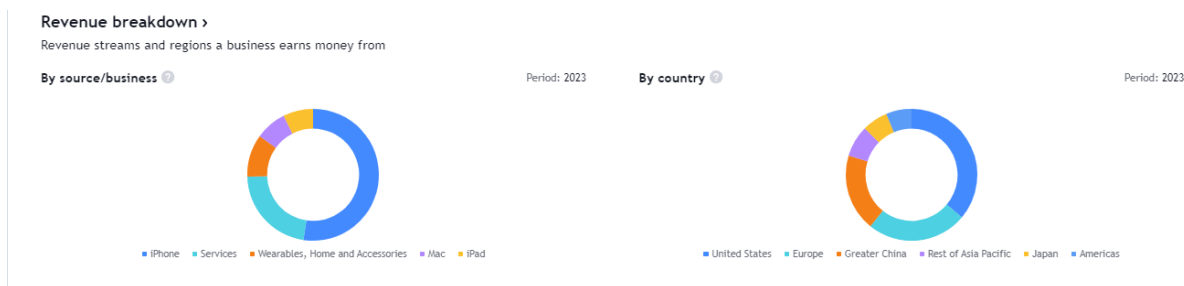 Revenue breakdown ›
Revenue streams and regions a business earns money from
By source/business ?
Period: 2023
iPhone Services Wearables, Home and Accessories Mac iPad
By country ?
Period: 2023
United States Europe Greater China Rest of Asia Pacific Japan Americas